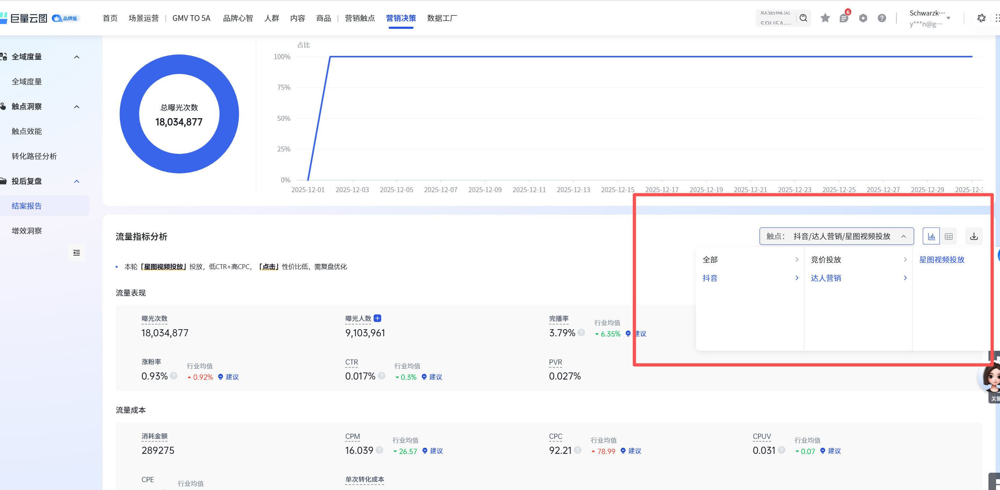 巨量云图 品牌版 首页 场景运营 | GMV TO 5A 品牌心智 人群 内容 商品 | 营销触点 营销决策 数据工厂
数据概览
SPU5A...
6
Schwarzk...
y***n@g...
全域度量
全域度量
触点洞察
触点效能
转化路径分析
投后复盘
结案报告
增效洞察
总曝光次数
18,034,877
占比
100%
75%
50%
25%
0%
2025-12-01 2025-12-03 2025-12-05 2025-12-07 2025-12-09 2025-12-11 2025-12-13 2025-12-15 2025-12-17 2025-12-19 2025-12-21 2025-12-23 2025-12-25 2025-12-27 2025-12-29 2025-12-3
流量指标分析
触点： 抖音/达人营销/星图视频投放
全部 竞价投放 星图视频投放
抖音 达人营销
• 本轮「星图视频投放」投放，低CTR+高CPC，「点击」性价比低，需复盘优化
流量表现
曝光次数
18,034,877
曝光人数
9,103,961
完播率 行业均值
3.79% 6.35% 建议
涨粉率 行业均值
0.93% 0.92% 建议
CTR 行业均值
0.017% 0.3% 建议
PVR
0.027%
流量成本
消耗金额
289275
CPM 行业均值
16.039 26.57 建议
CPC 行业均值
92.21 78.99 建议
CPUV 行业均值
0.031 0.07 建议
CPE 行业均值
单次转化成本